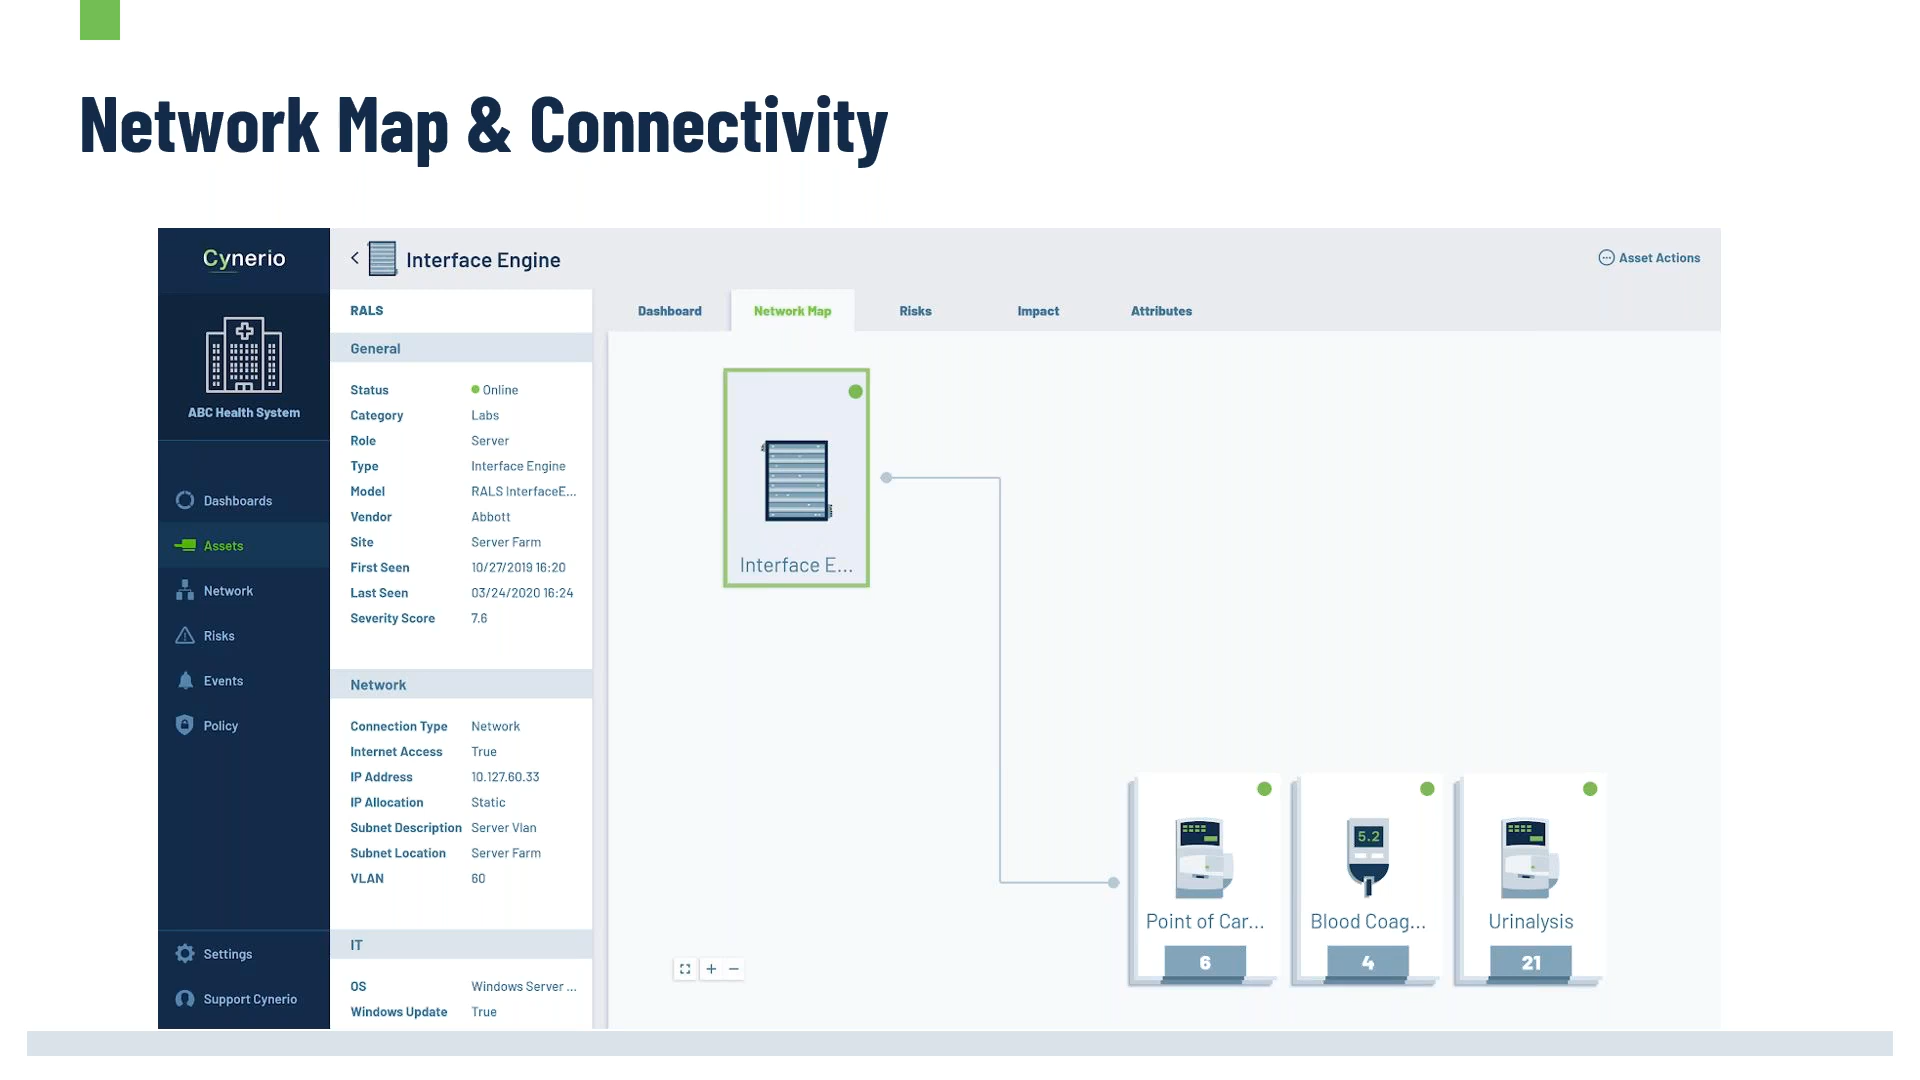 Network Map & Connectivity
Cynerio
Interface Engine
Asset Actions
ABC Health System
Dashboards
Assets
Network
Risks
Events
Policy
Settings
Support Cynerio
RALS
General
Status Online
Category Labs
Role Server
Type Interface Engine
Model RALS InterfaceE...
Vendor Abbott
Site Server Farm
First Seen 10/27/2019 16:20
Last Seen 03/24/2020 16:24
Severity Score 7.6
Network
Connection Type Network
Internet Access True
IP Address 10.127.60.33
IP Allocation Static
Subnet Description Server Vlan
Subnet Location Server Farm
VLAN 60
IT
OS Windows Server ...
Windows Update True
Dashboard Network Map Risks Impact Attributes
Interface E...
5.2
Point of Car... Blood Coag... Urinalysis
6 4 21